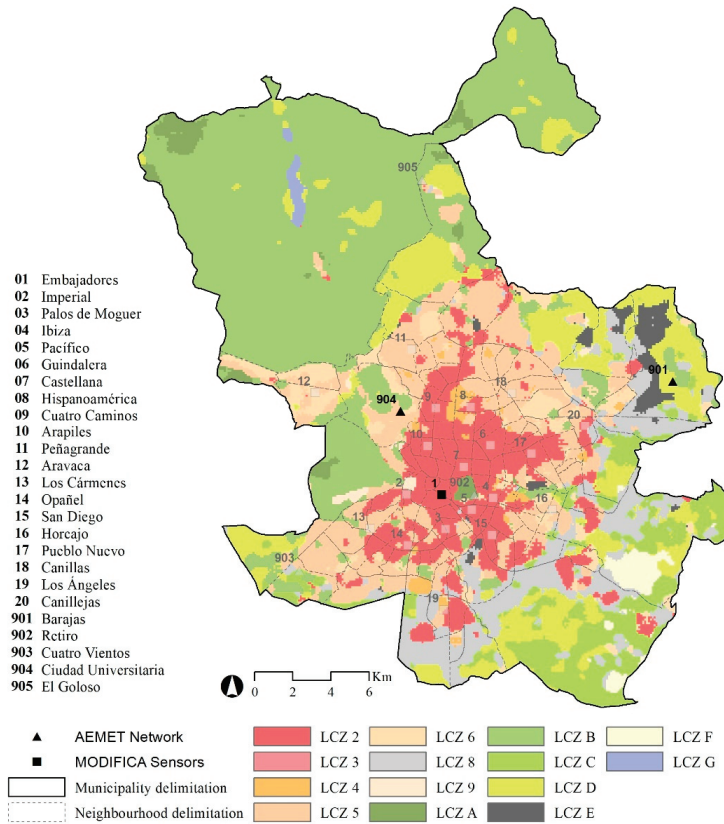 905
01 Embajadores
02 Imperial
03 Palos de Moguer
04 Ibiza
05 Pacífico
06 Guindalera
07 Castellana
08 Hispanoamérica
09 Cuatro Caminos
10 Arapiles
11 Peñagrande
12 Aravaca
13 Los Cármenes
14 Opañel
15 San Diego
16 Horcajo
17 Pueblo Nuevo
18 Canillas
19 Los Ángeles
20 Canillejas
901 Barajas
902 Retiro
903 Cuatro Vientos
904 Ciudad Universitaria
905 El Goloso
11
901
12
18
904
9 8
20
10 6
17
7
902
2 1 4
5 16
13 3 15
14
903
19
Km
0 2 4 6
AEMET Network
MODIFICA Sensors
Municipality delimitation
Neighbourhood delimitation
LCZ 2
LCZ 3
LCZ 4
LCZ 5
LCZ 6
LCZ 8
LCZ 9
LCZ A
LCZ B
LCZ C
LCZ D
LCZ E
LCZ F
LCZ G